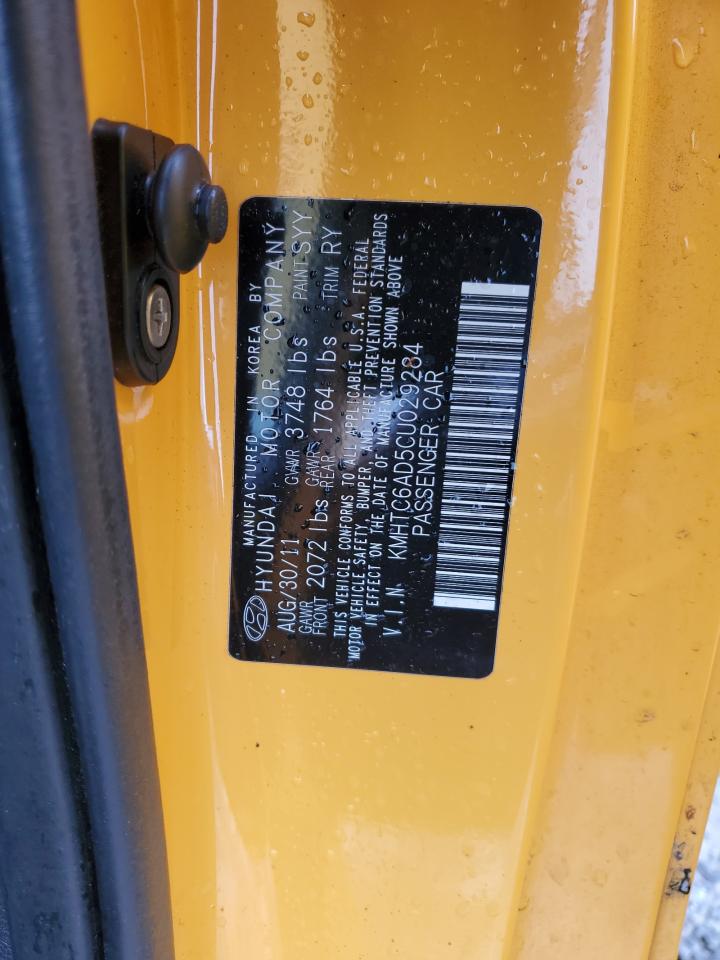 MANUFACTURED IN KOREA BY
HYUNDAI MOTOR COMPANY
AUG/30/11 GVWR 3748 lbs PAINT SYY
GAWR FRONT 2072 lbs GAWR REAR 1764 lbs TRIM RY
THIS VEHICLE CONFORMS TO ALL APPLICABLE U.S.A. FEDERAL
MOTOR VEHICLE SAFETY, BUMPER, AND THEFT PREVENTION STANDARDS
IN EFFECT ON THE DATE OF MANUFACTURE SHOWN ABOVE
V.I.N KMHTC6AD5CU029284
PASSENGER CAR